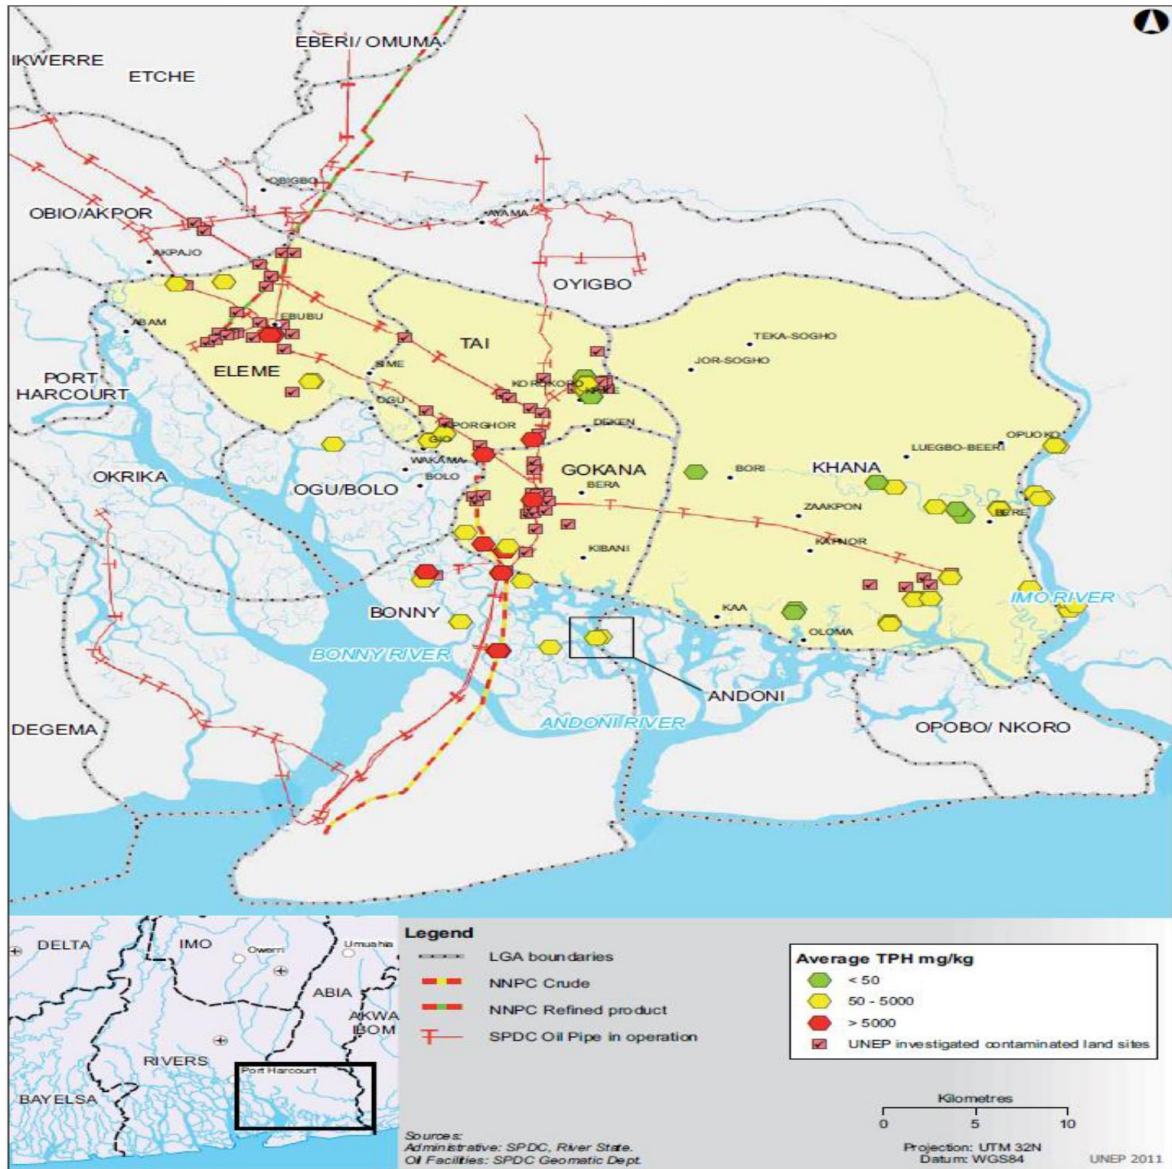 EBERI/ OMUMA
IKWERRE
ETCHE
OBIGBO
OBIO/AKPOR
AYAMA
AKPAJO
OYIGBO
ABAM
EBUBU
TEKA-SOGHO
TAI
JOR-SOGHO
ELEME
SIME
PORT
HARCOURT
KOROKORO
OGU
DEKEN
KPORGHOR
GIO
OPUOKO
LUEGBO-BEERI
WAKAMA
GOKANA
BORI
KHANA
OKRIKA
BOLO
OGU/BOLO
BERA
ZAAKPON
KIBANI
KAPNOR
IMO RIVER
BONNY
KAA
OLOMA
BONNY RIVER
ANDONI
ANDONI RIVER
DEGEMA
OPOBO/ NKORO
DELTA
IMO
Owerri
Umuahia
ABIA
AKWA
IBOM
RIVERS
Port Harcourt
BAYELSA
Legend
LGA boundaries
NNPC Crude
NNPC Refined product
SPDC Oil Pipe in operation
Average TPH mg/kg
< 50
50 - 5000
> 5000
UNEP investigated contaminated land sites
Kilometres
0 5 10
Sources:
Administrative: SPDC, River State.
Oil Facilities: SPDC Geomatic Dept.
Projection: UTM 32N
Datum: WGS84
UNEP 2011